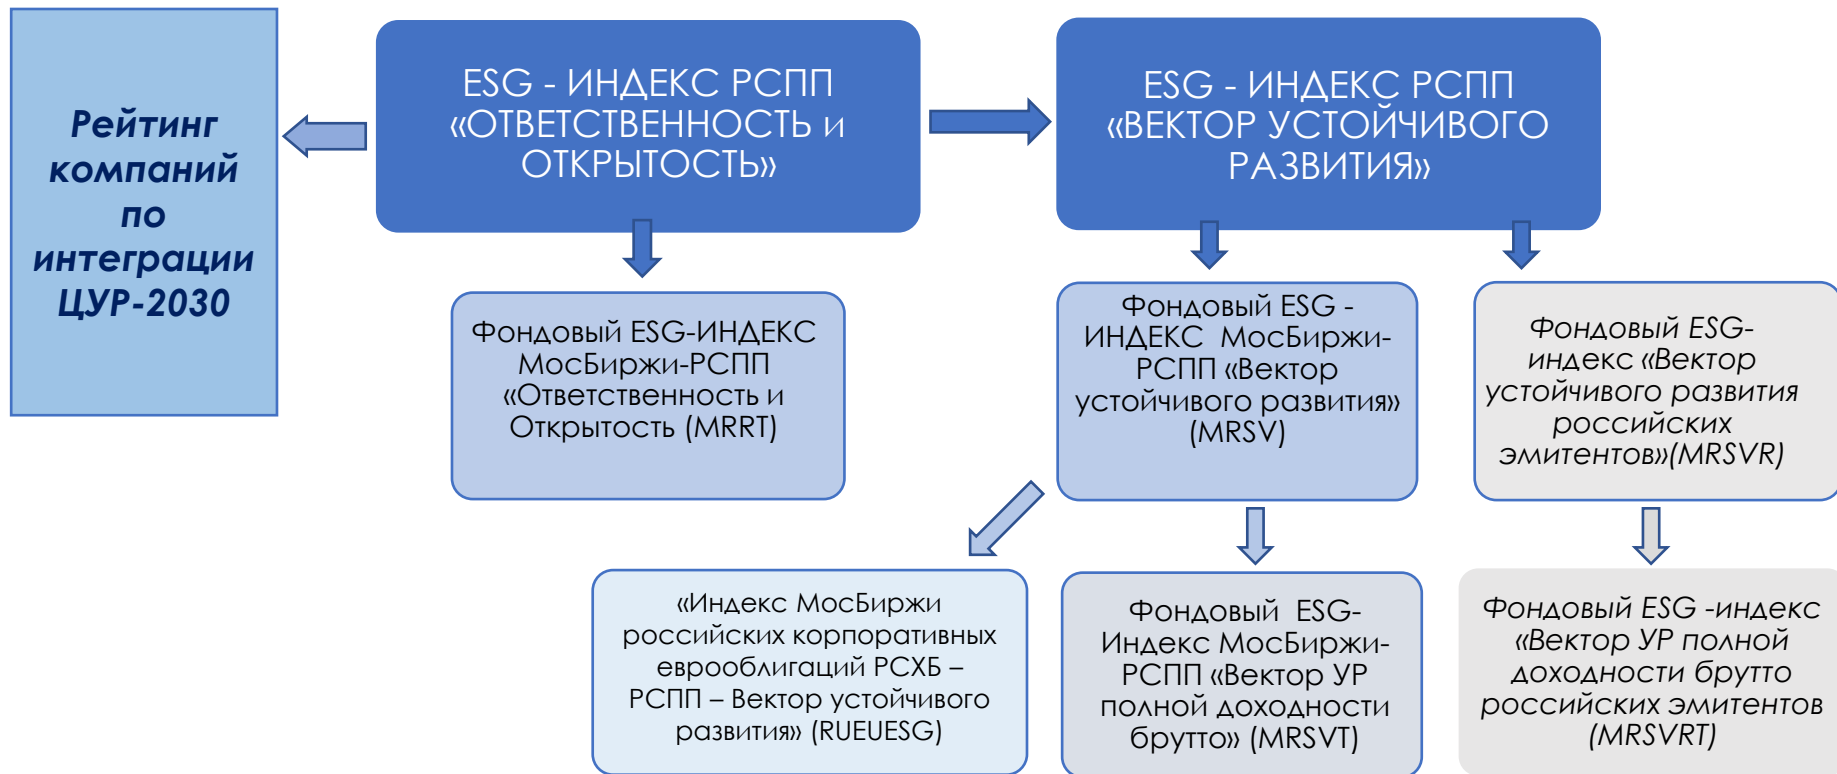 Рейтинг
компаний
по
интеграции
ЦУР-2030
ESG - ИНДЕКС РСПП
«ОТВЕТСТВЕННОСТЬ и
ОТКРЫТОСТЬ»
ESG - ИНДЕКС РСПП
«ВЕКТОР УСТОЙЧИВОГО
РАЗВИТИЯ»
Фондовый ESG-ИНДЕКС
МосБиржи-РСПП
«Ответственность и
Открытость (MRRT)
Фондовый ESG -
ИНДЕКС МосБиржи-
РСПП «Вектор
устойчивого развития»
(MRSV)
Фондовый ESG-
индекс «Вектор
устойчивого развития
российских
эмитентов»(MRSVR)
«Индекс МосБиржи
российских корпоративных
еврооблигаций РСХБ –
РСПП – Вектор устойчивого
развития» (RUEUESG)
Фондовый ESG-
Индекс МосБиржи-
РСПП «Вектор УР
полной доходности
брутто» (MRSVT)
Фондовый ESG -индекс
«Вектор УР полной
доходности брутто
российских эмитентов
(MRSVRT)